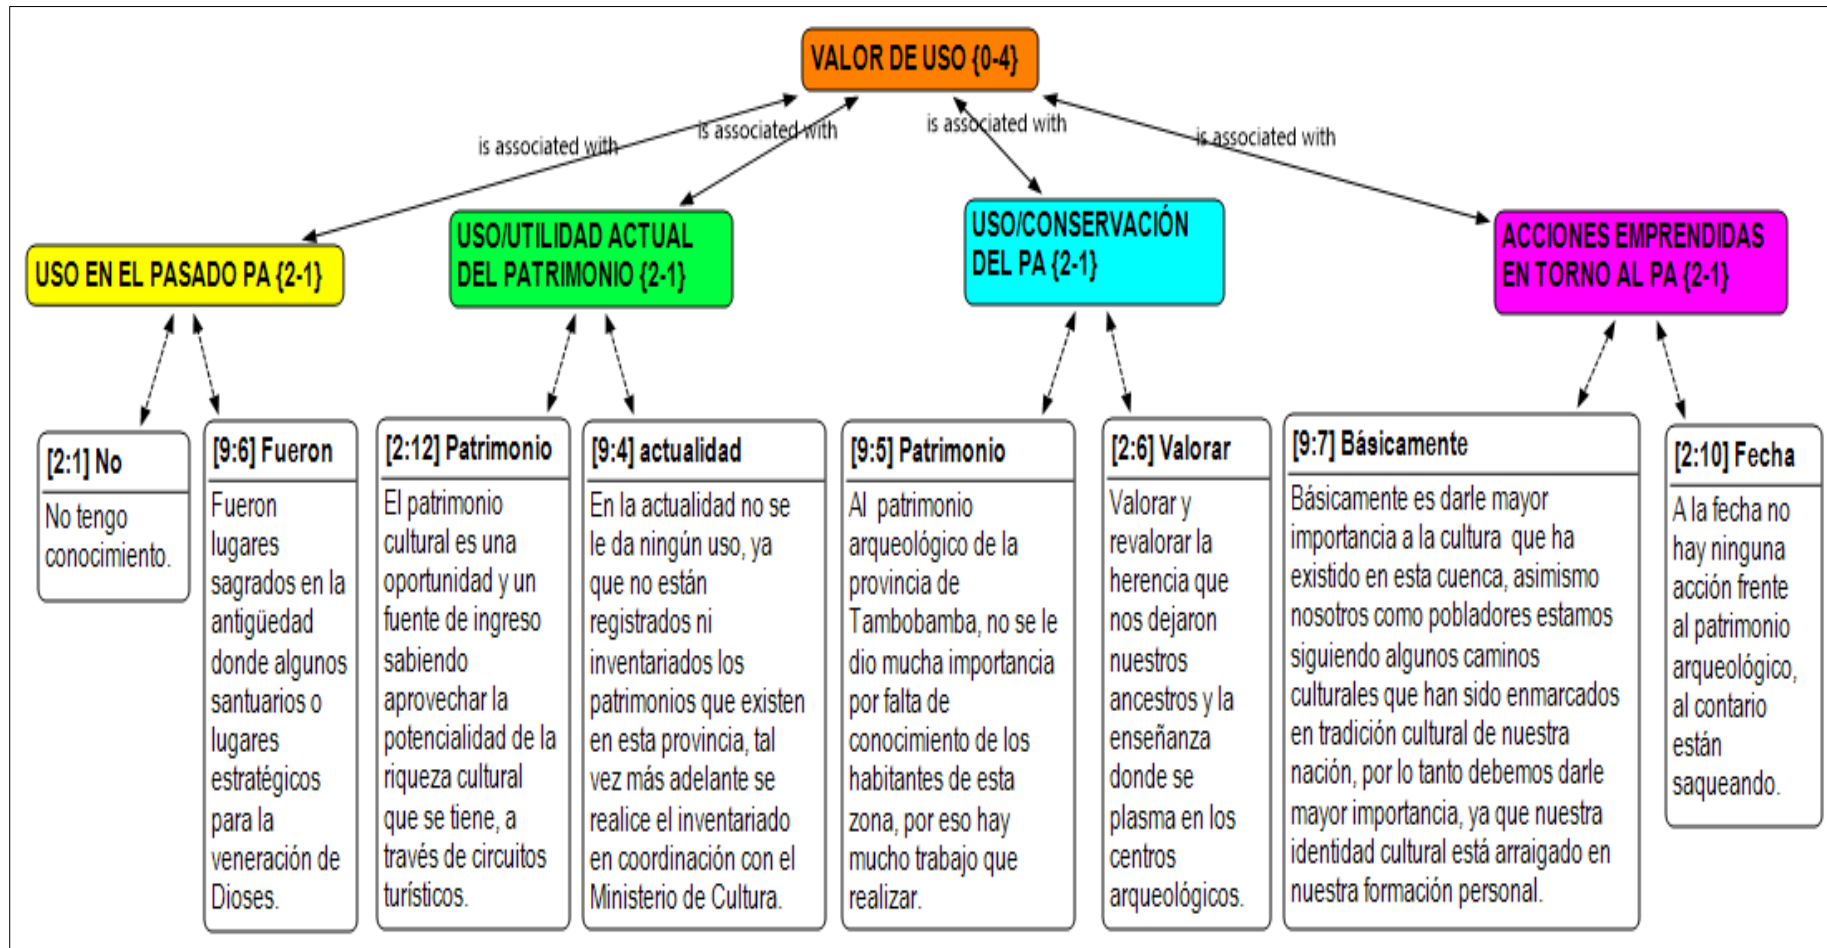 VALOR DE USO {0-4}
is associated with
is associated with
is associated with
is associated with
USO EN EL PASADO PA {2-1}
USO/UTILIDAD ACTUAL
DEL PATRIMONIO {2-1}
USO/CONSERVACIÓN
DEL PA {2-1}
ACCIONES EMPRENDIDAS
EN TORNO AL PA {2-1}
[2:1] No
No tengo
conocimiento.
[9:6] Fueron
Fueron
lugares
sagrados en la
antigüedad
donde algunos
santuarios o
lugares
estratégicos
para la
veneración de
Dioses.
[2:12] Patrimonio
El patrimonio
cultural es una
oportunidad y un
fuente de ingreso
sabiendo
aprovechar la
potencialidad de la
riqueza cultural
que se tiene, a
través de circuitos
turísticos.
[9:4] actualidad
En la actualidad no se
le da ningún uso, ya
que no están
registrados ni
inventariados los
patrimonios que existen
en esta provincia, tal
vez más adelante se
realice el inventariado
en coordinación con el
Ministerio de Cultura.
[9:5] Patrimonio
Al  patrimonio
arqueológico de la
provincia de
Tambobamba, no se le
dio mucha importancia
por falta de
conocimiento de los
habitantes de esta
zona, por eso hay
mucho trabajo que
realizar.
[2:6] Valorar
Valorar y
revalorar la
herencia que
nos dejaron
nuestros
ancestros y la
enseñanza
donde se
plasma en los
centros
arqueológicos.
[9:7] Básicamente
Básicamente es darle mayor
importancia a la cultura  que ha
existido en esta cuenca, asimismo
nosotros como pobladores estamos
siguiendo algunos caminos
culturales que han sido enmarcados
en tradición cultural de nuestra
nación, por lo tanto debemos darle
mayor importancia, ya que nuestra
identidad cultural está arraigado en
nuestra formación personal.
[2:10] Fecha
A la fecha no
hay ninguna
acción frente
al patrimonio
arqueológico,
al contario
están
saqueando.